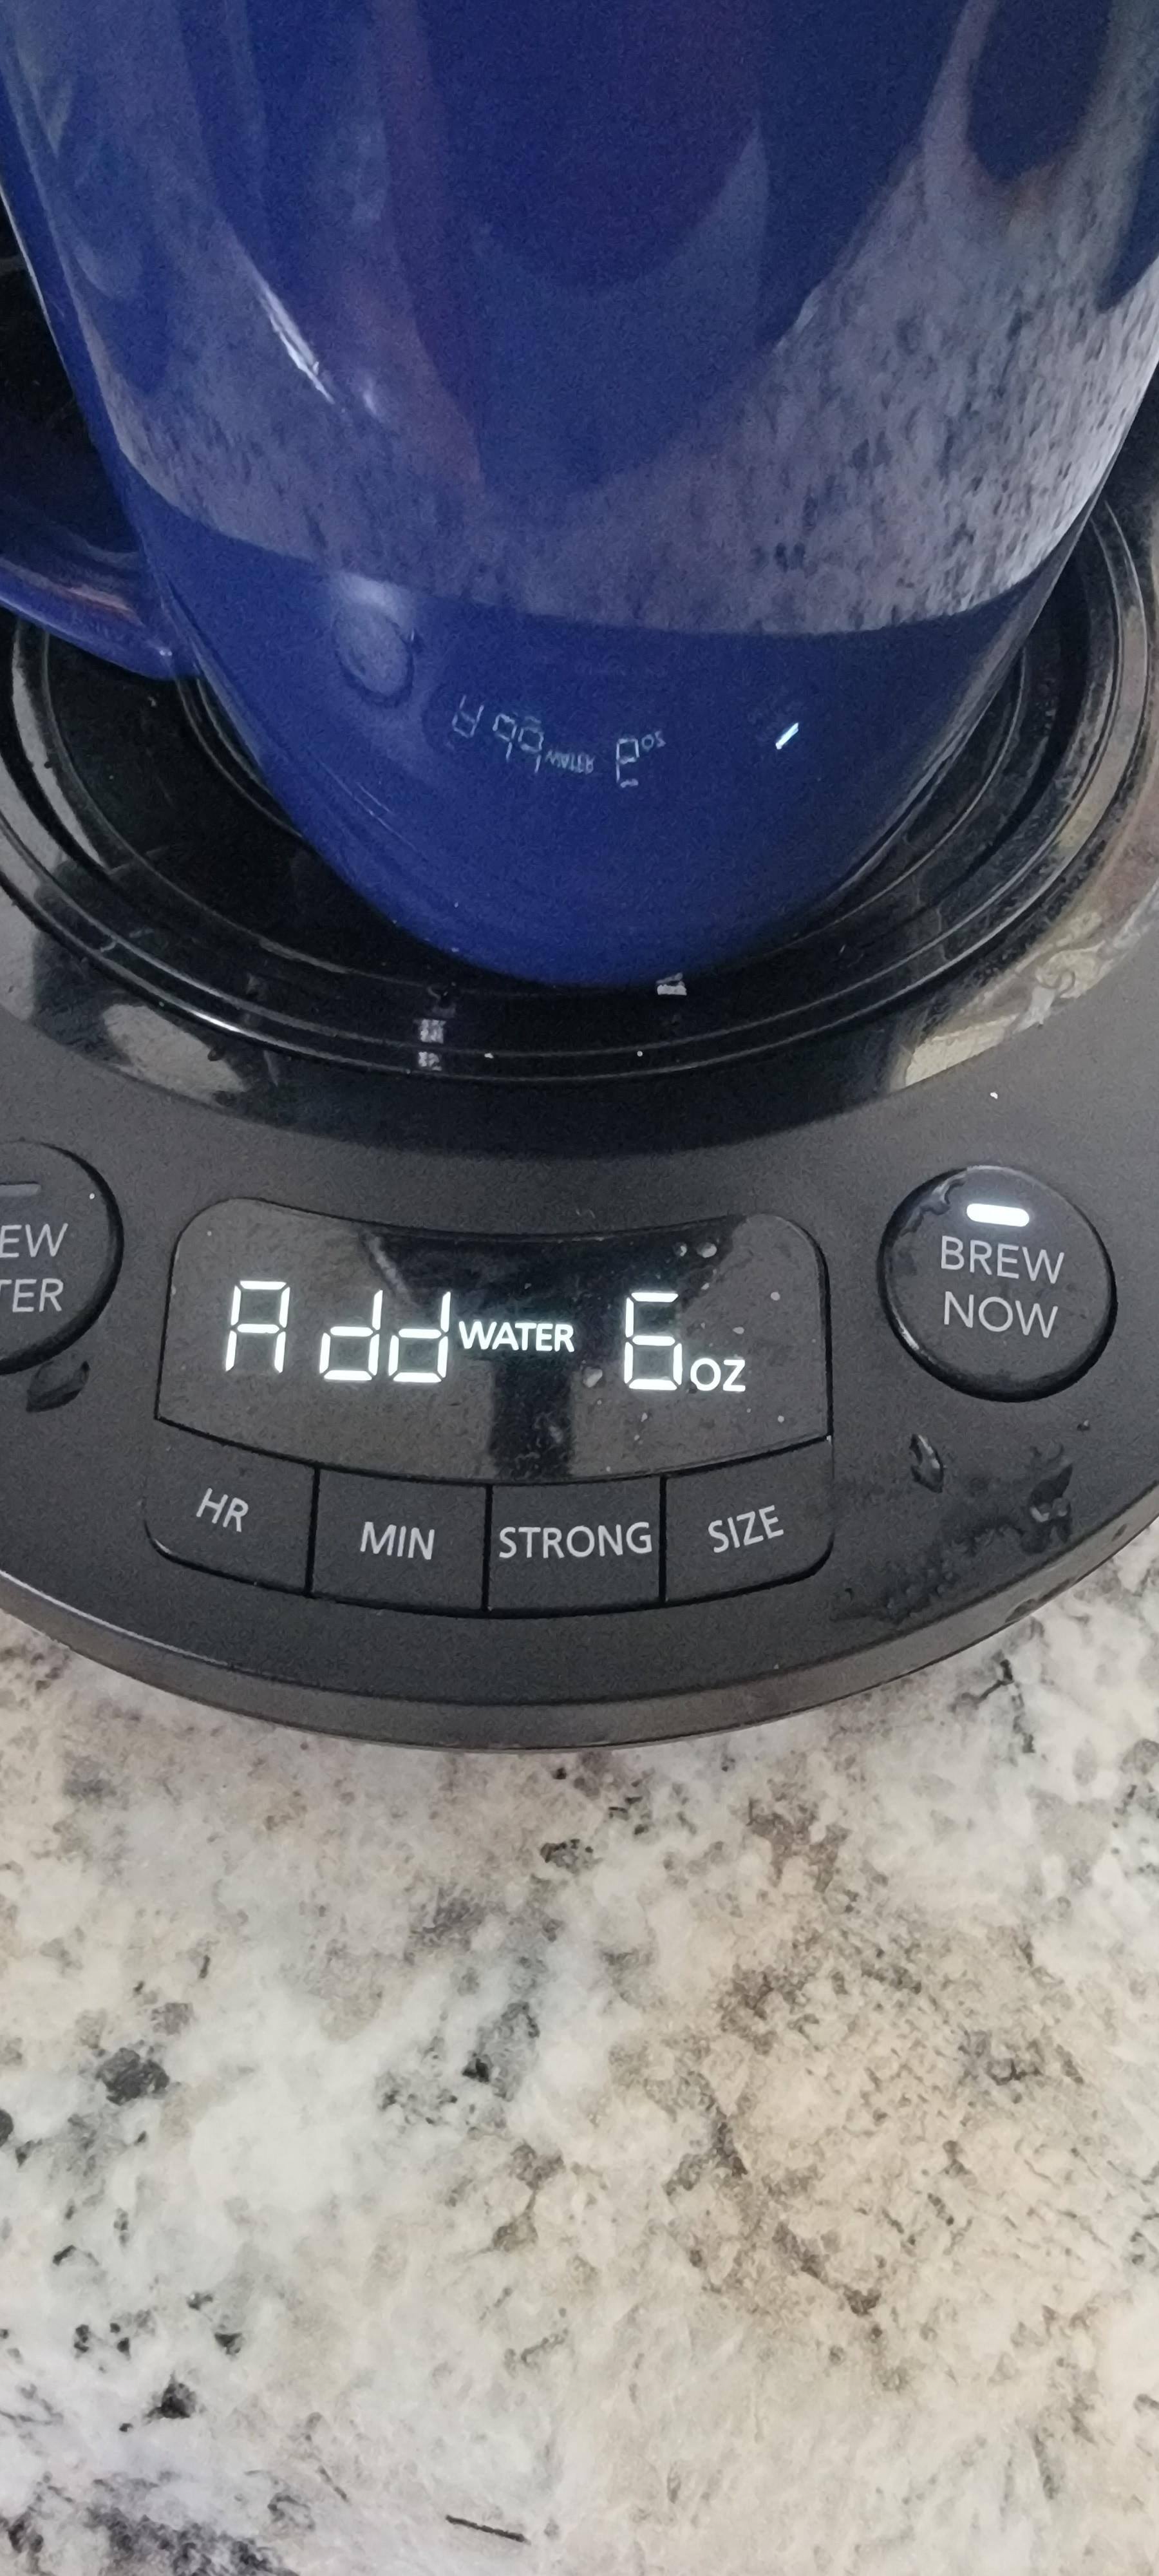 EW
TER
Add WATER 6 OZ
BREW
NOW
HR MIN STRONG SIZE